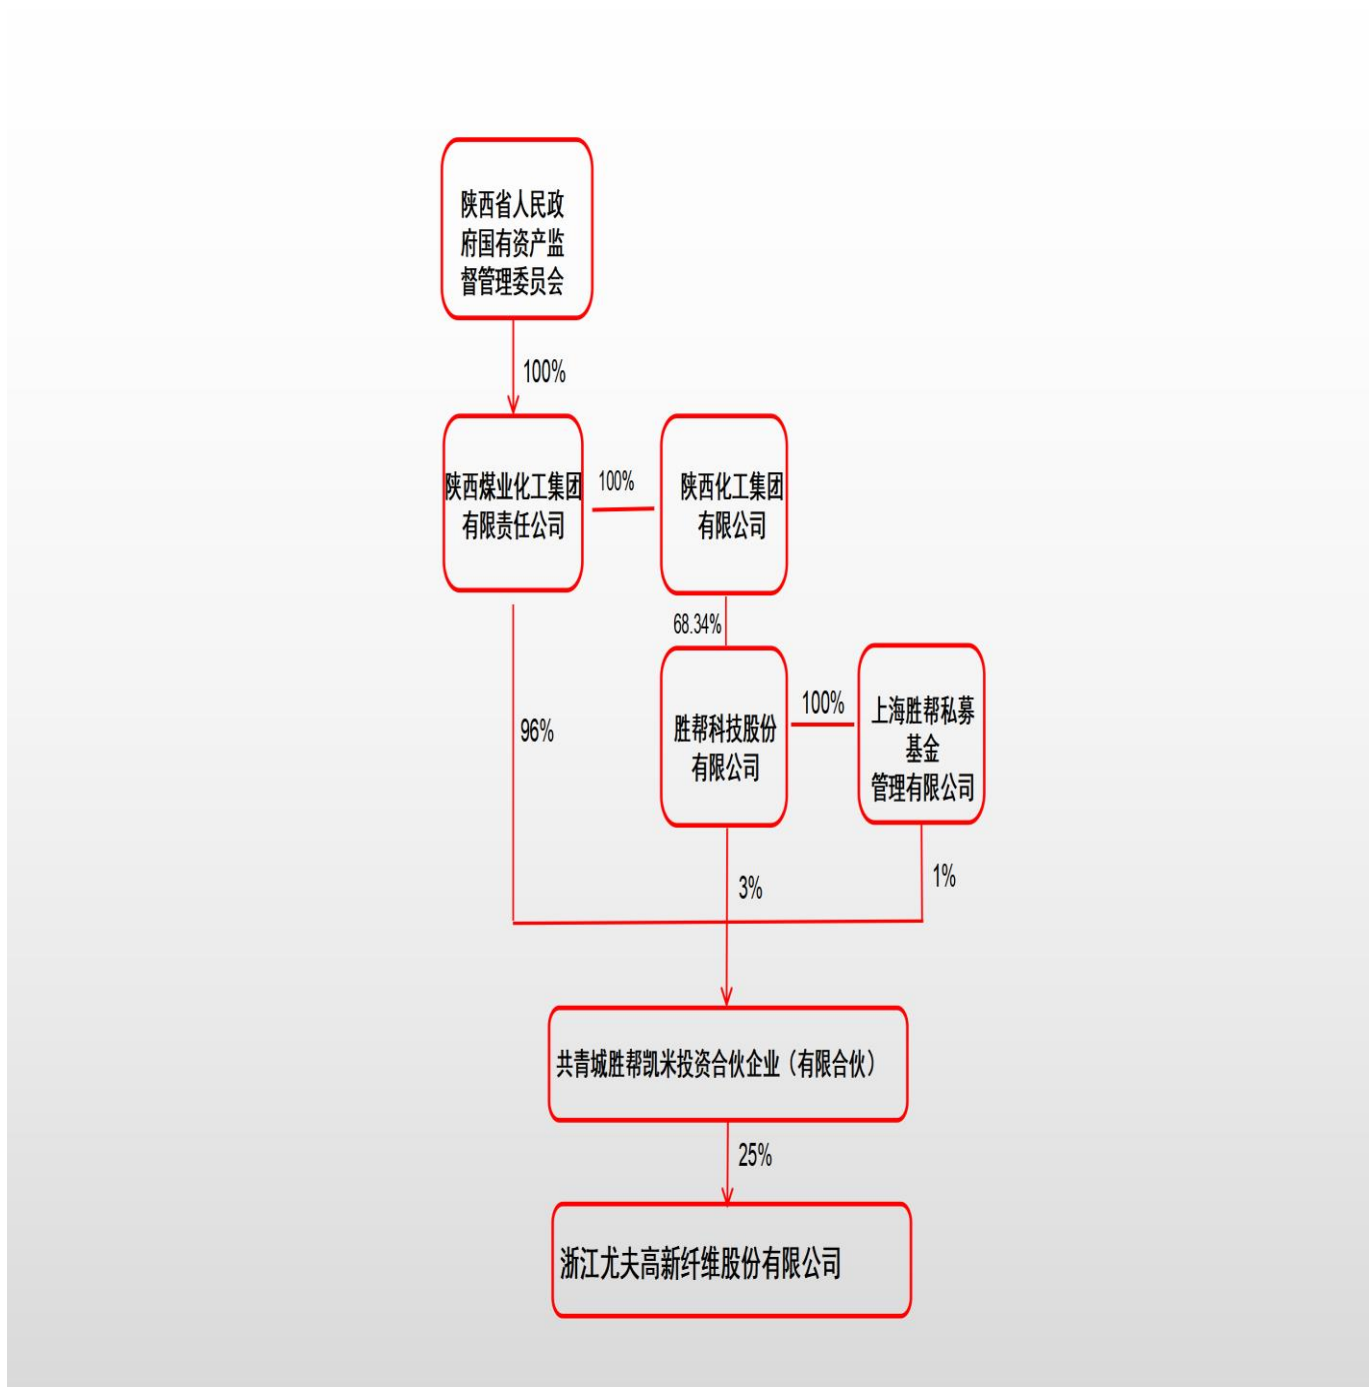 陕西省人民政
府国有资产监
督管理委员会
100%
陕西煤业化工集团
有限责任公司
100%
陕西化工集团
有限公司
68.34%
96%
胜帮科技股份
有限公司
100%
上海胜帮私募
基金
管理有限公司
3%
1%
共青城胜帮凯米投资合伙企业（有限合伙）
25%
浙江尤夫高新纤维股份有限公司